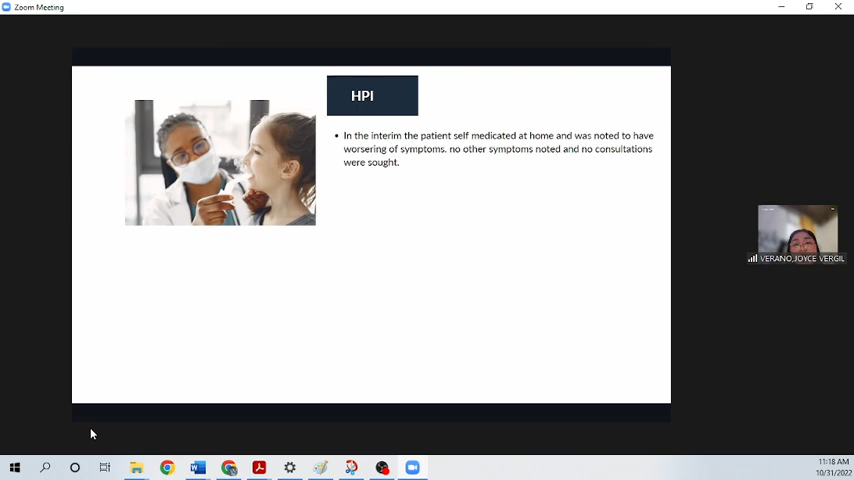 Zoom Meeting
HPI
• In the interim the patient self medicated at home and was noted to have
worsering of symptoms. no other symptoms noted and no consultations
were sought.
VERANO,JOYCE VERGIL
11:18 AM
10/31/2022